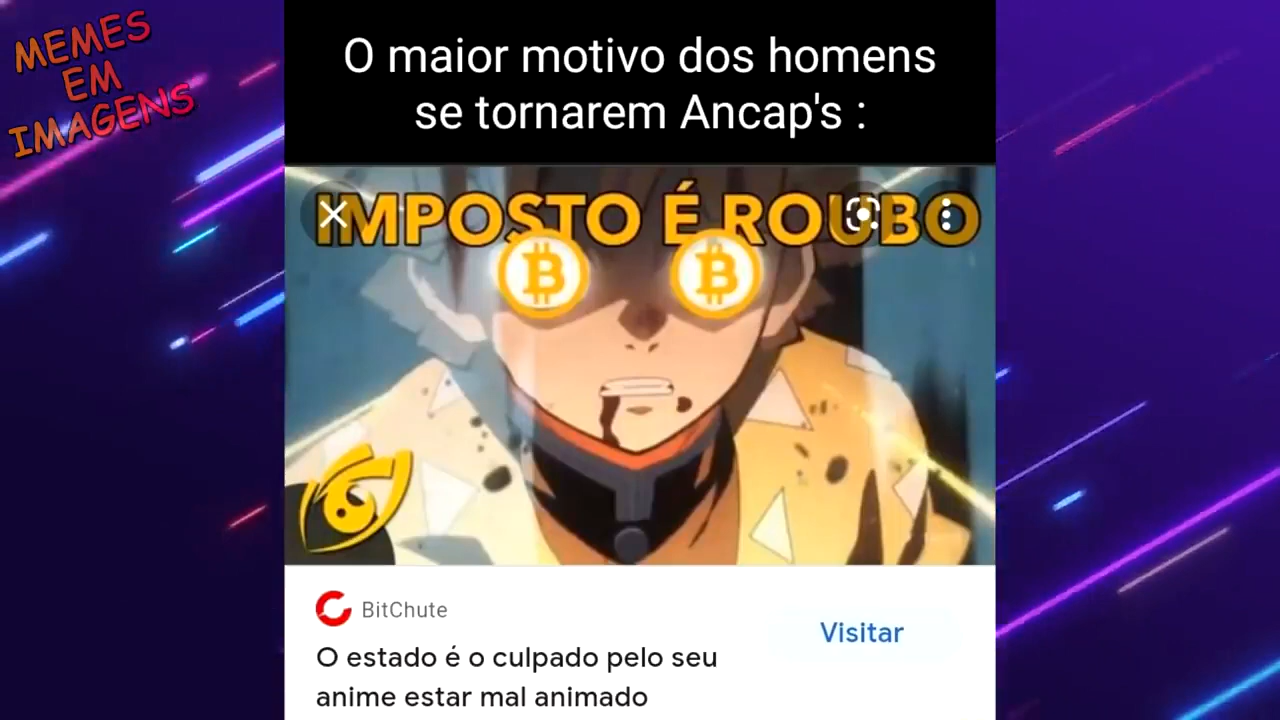 MEMES
EM
IMAGENS
O maior motivo dos homens
se tornarem Ancap's :
IMPOSTO É ROUBO
BitChute
Visitar
O estado é o culpado pelo seu
anime estar mal animado